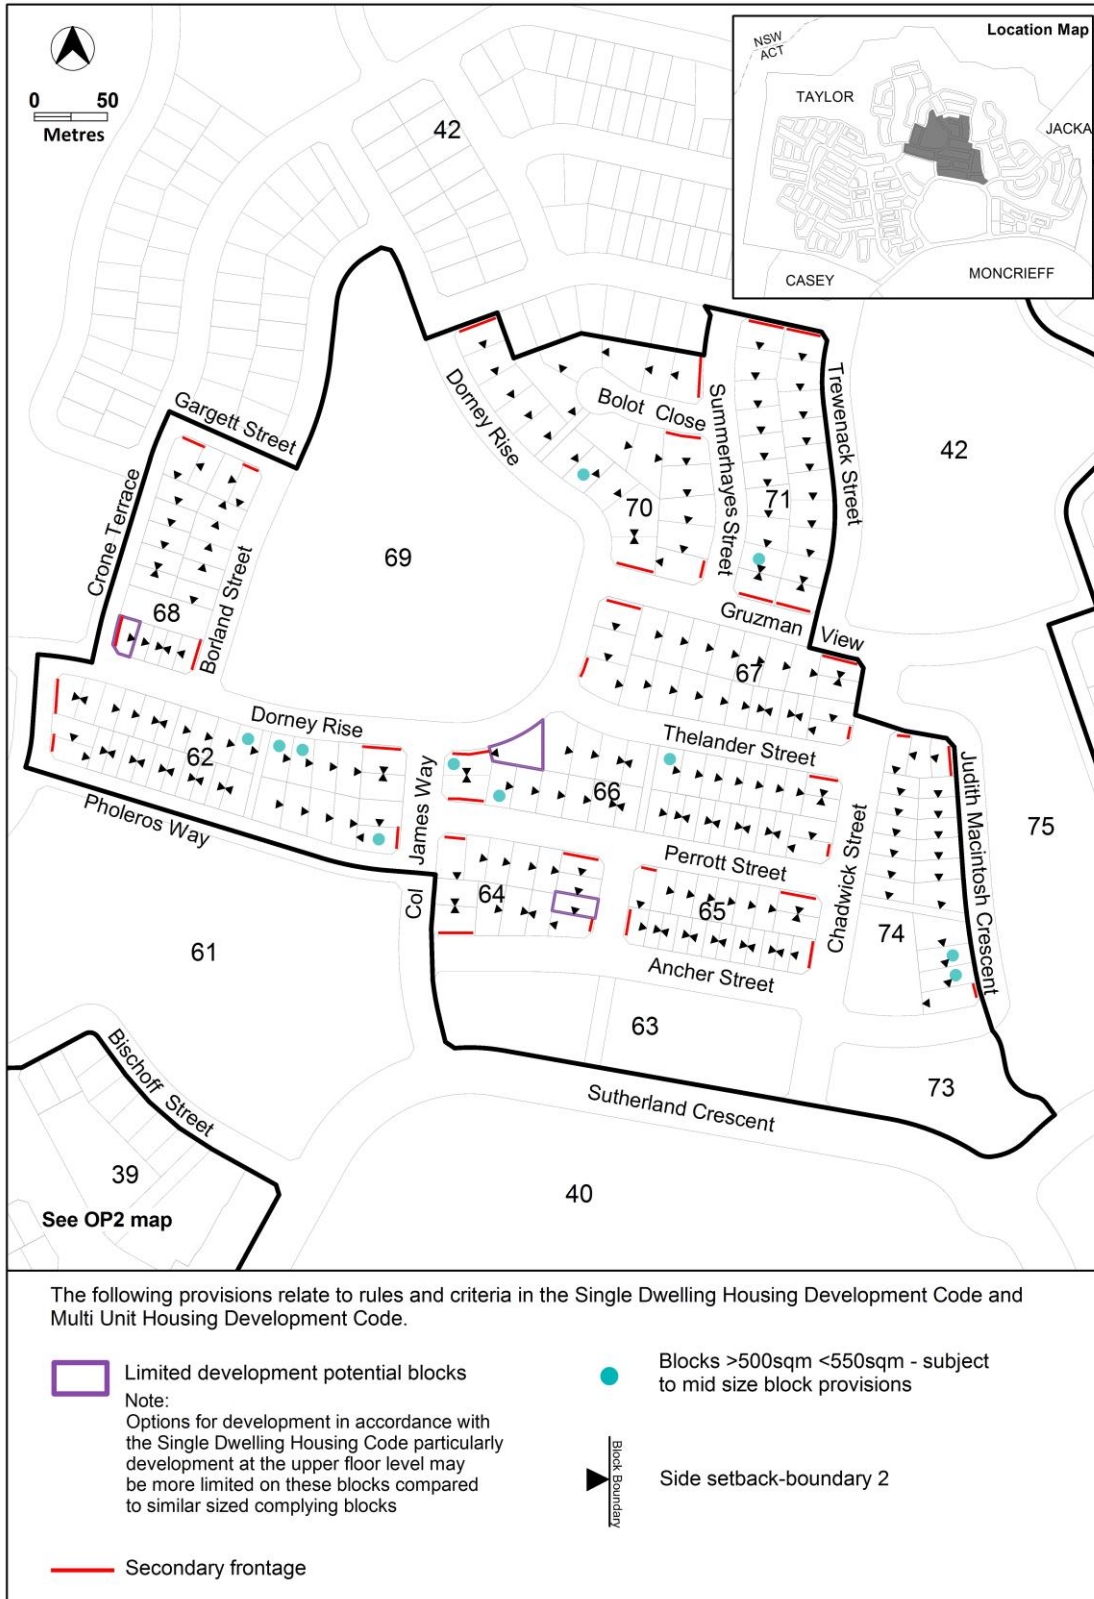 0 50
Metres
Location Map
NSW
ACT
TAYLOR
JACKA
CASEY
MONCRIEFF
42
Gargett Street
Crone Terrace
Borland Street
68
69
Dorney Rise
Bolot Close
Summerhayes Street
Trewenack Street
70
71
42
Gruzman View
67
Dorney Rise
62
Thelander Street
66
Pholeros Way
Col James Way
Perrott Street
64
65
Chadwick Street
Judith Macintosh Crescent
75
74
Ancher Street
61
63
73
Sutherland Crescent
Bischoff Street
39
See OP2 map
40
The following provisions relate to rules and criteria in the Single Dwelling Housing Development Code and
Multi Unit Housing Development Code.
Limited development potential blocks
Note:
Options for development in accordance with
the Single Dwelling Housing Code particularly
development at the upper floor level may
be more limited on these blocks compared
to similar sized complying blocks
Secondary frontage
Blocks >500sqm <550sqm - subject
to mid size block provisions
Block Boundary
Side setback-boundary 2